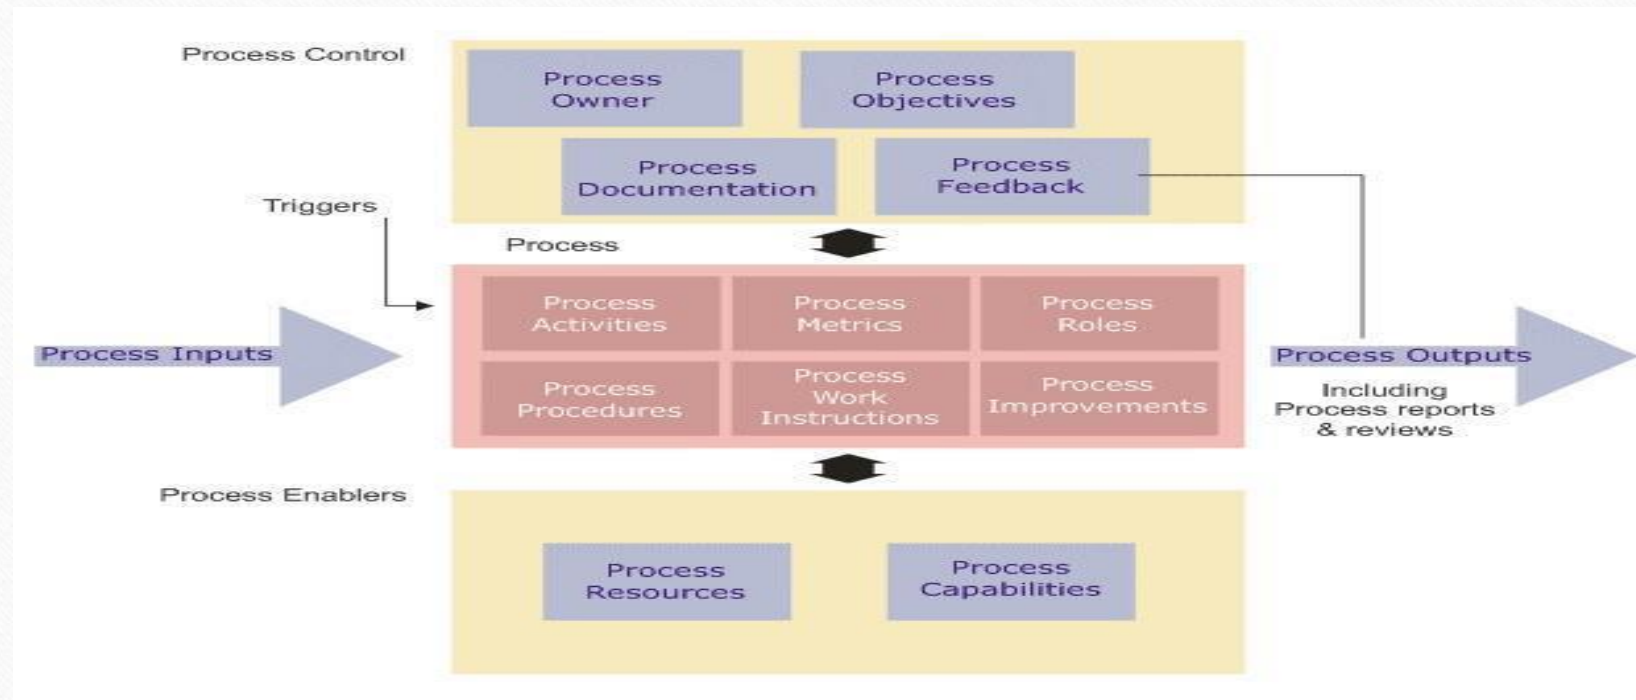 Process Control
Process
Owner
Process
Objectives
Process
Documentation
Process
Feedback
Triggers
Process
Process
Activities
Process
Metrics
Process
Roles
Process Inputs
Process
Procedures
Process
Work
Instructions
Process
Improvements
Process Outputs
Including
Process reports
& reviews
Process Enablers
Process
Resources
Process
Capabilities